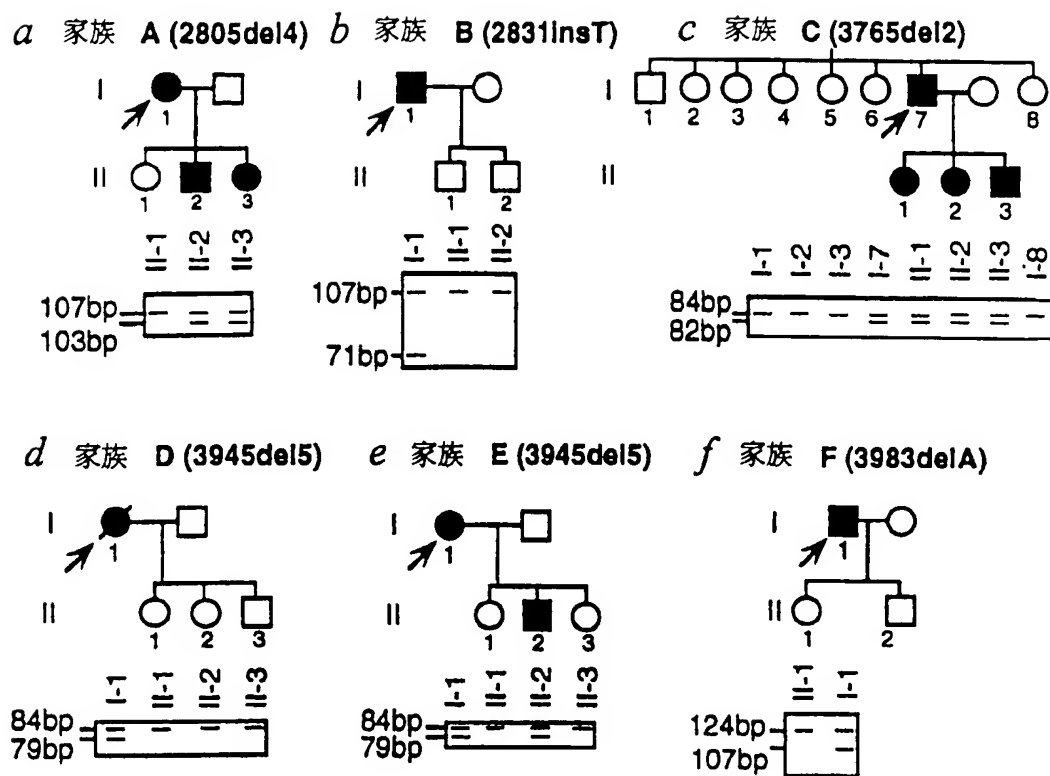 a 家族 A (2805del4)
I
1
II
1 2 3
II-1 II-2 II-3
107bp
103bp
b 家族 B (2831insT)
1
II
1 2
I-1 II-1 II-2
107bp
71bp
c 家族 C (3765del2)
I
1 2 3 4 5 6 7 8
II
1 2 3
I-1 I-2 I-3 I-7 II-1 II-2 II-3 I-8
84bp
82bp
d 家族 D (3945del5)
I
1
II
1 2 3
I-1 II-1 II-2 II-3
84bp
79bp
e 家族 E (3945del5)
I
1
II
1 2 3
I-1 II-1 II-2 II-3
84bp
79bp
f 家族 F (3983delA)
I
1
II
1 2
II-1 I-1
124bp
107bp